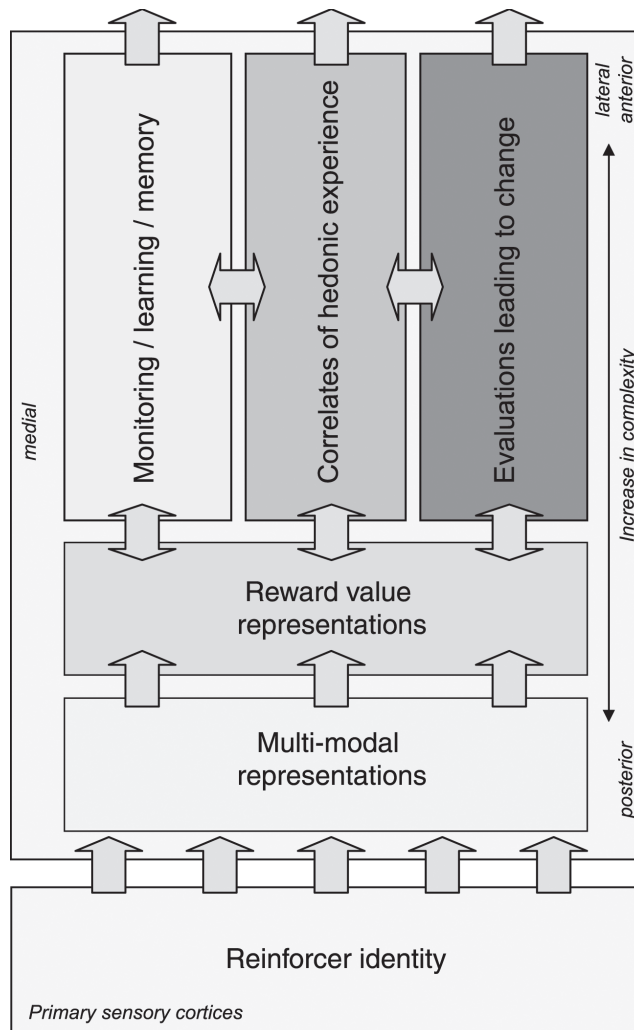 Monitoring / learning / memory
Correlates of hedonic experience
Evaluations leading to change
lateral
anterior
medial
Increase in complexity
Reward value
representations
Multi-modal
representations
posterior
Reinforcer identity
Primary sensory cortices